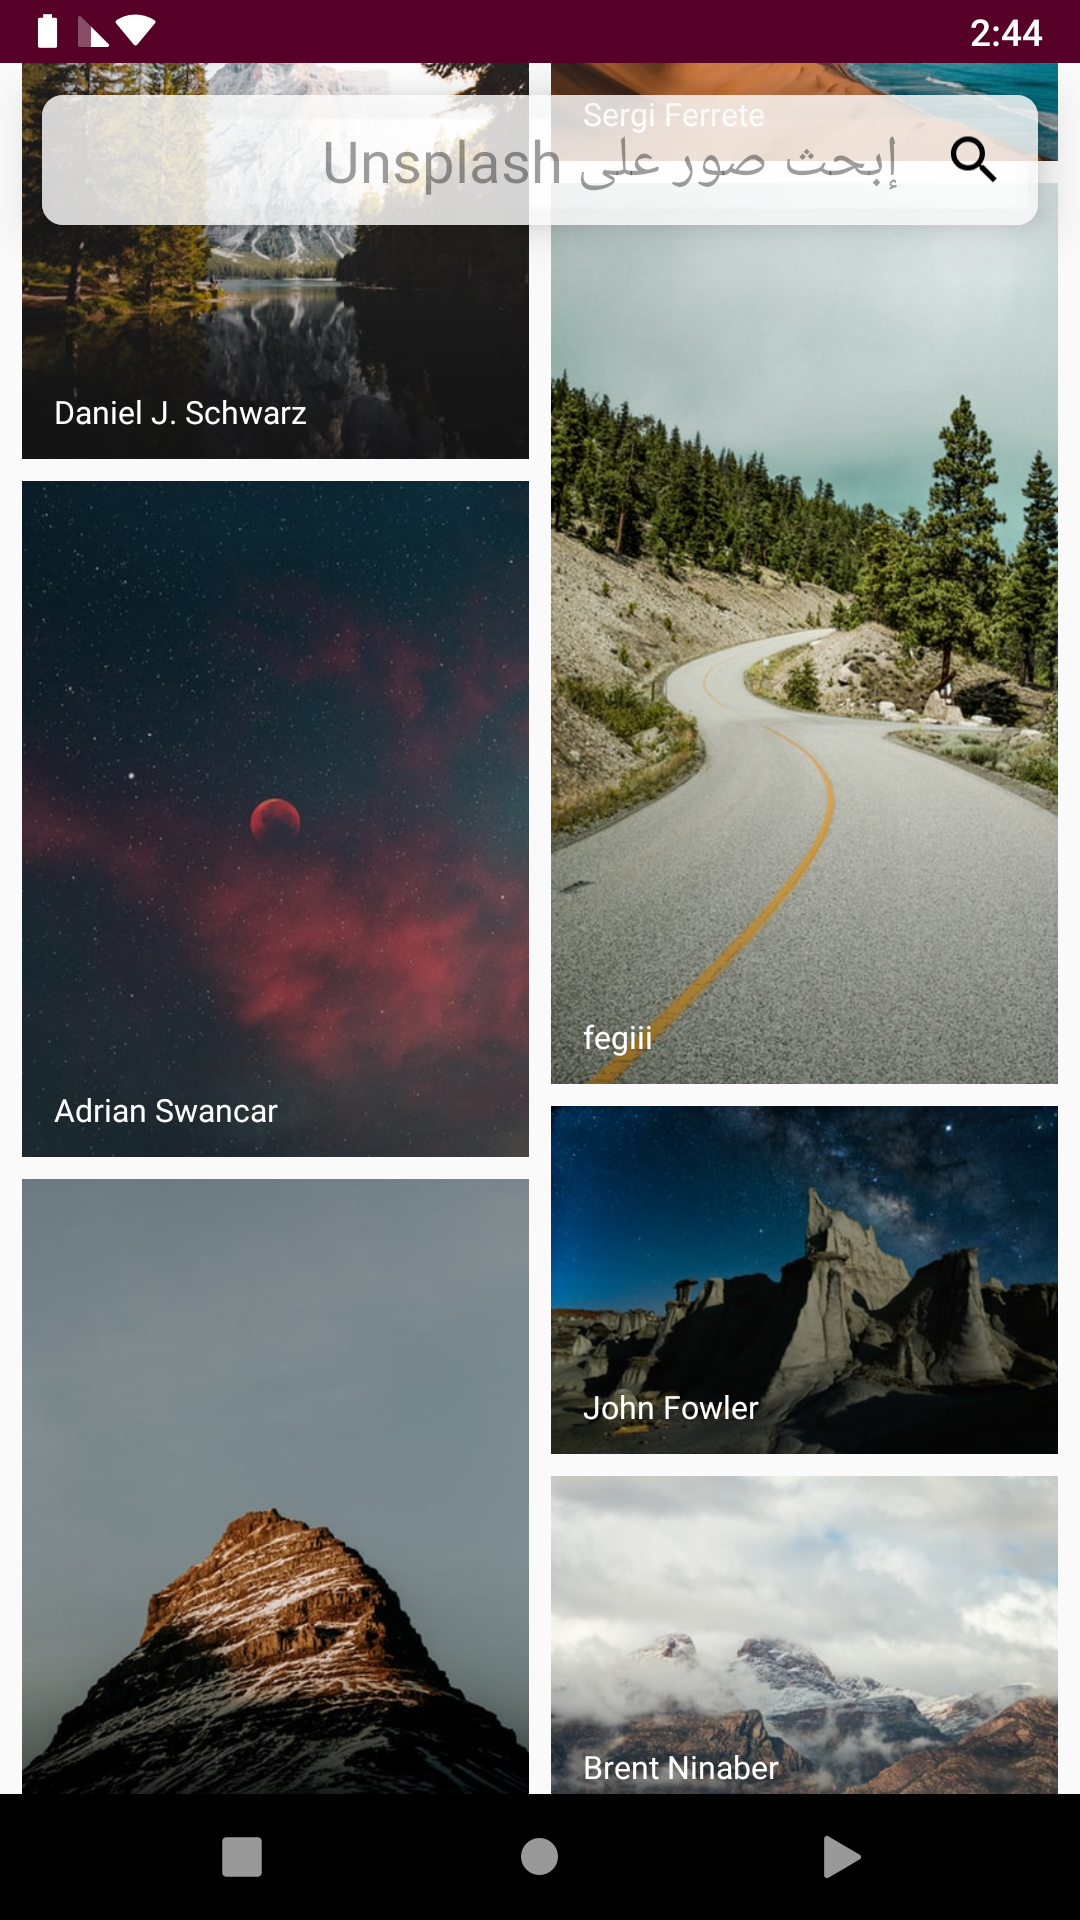 2:44
Sergi Ferrete
إبحث صور على Unsplash
Daniel J. Schwarz
fegiii
Adrian Swancar
John Fowler
Brent Ninaber